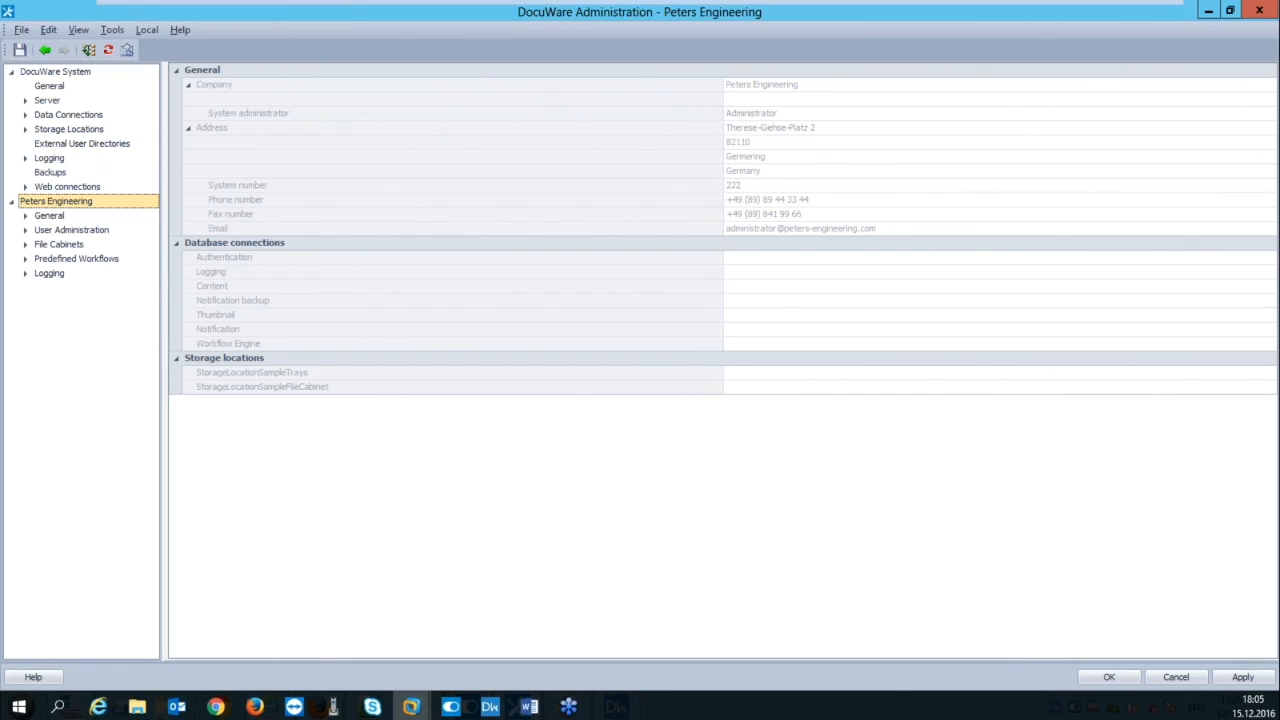 DocuWare Administration - Peters Engineering
File Edit View Tools Local Help
DocuWare System
General
Server
Data Connections
Storage Locations
External User Directories
Logging
Backups
Web connections
Peters Engineering
General
User Administration
File Cabinets
Predefined Workflows
Logging
General
Company Peters Engineering
System administrator Administrator
Address Therese-Giehse-Platz 2
82110
Germering
Germany
System number 222
Phone number +49 (89) 89 44 33 44
Fax number +49 (89) 841 99 66
Email administrator@peters-engineering.com
Database connections
Authentication
Logging
Content
Notification backup
Thumbnail
Notification
Workflow Engine
Storage locations
StorageLocationSampleTrays
StorageLocationSampleFileCabinet
Help OK Cancel Apply
ENG 18:05
15.12.2016